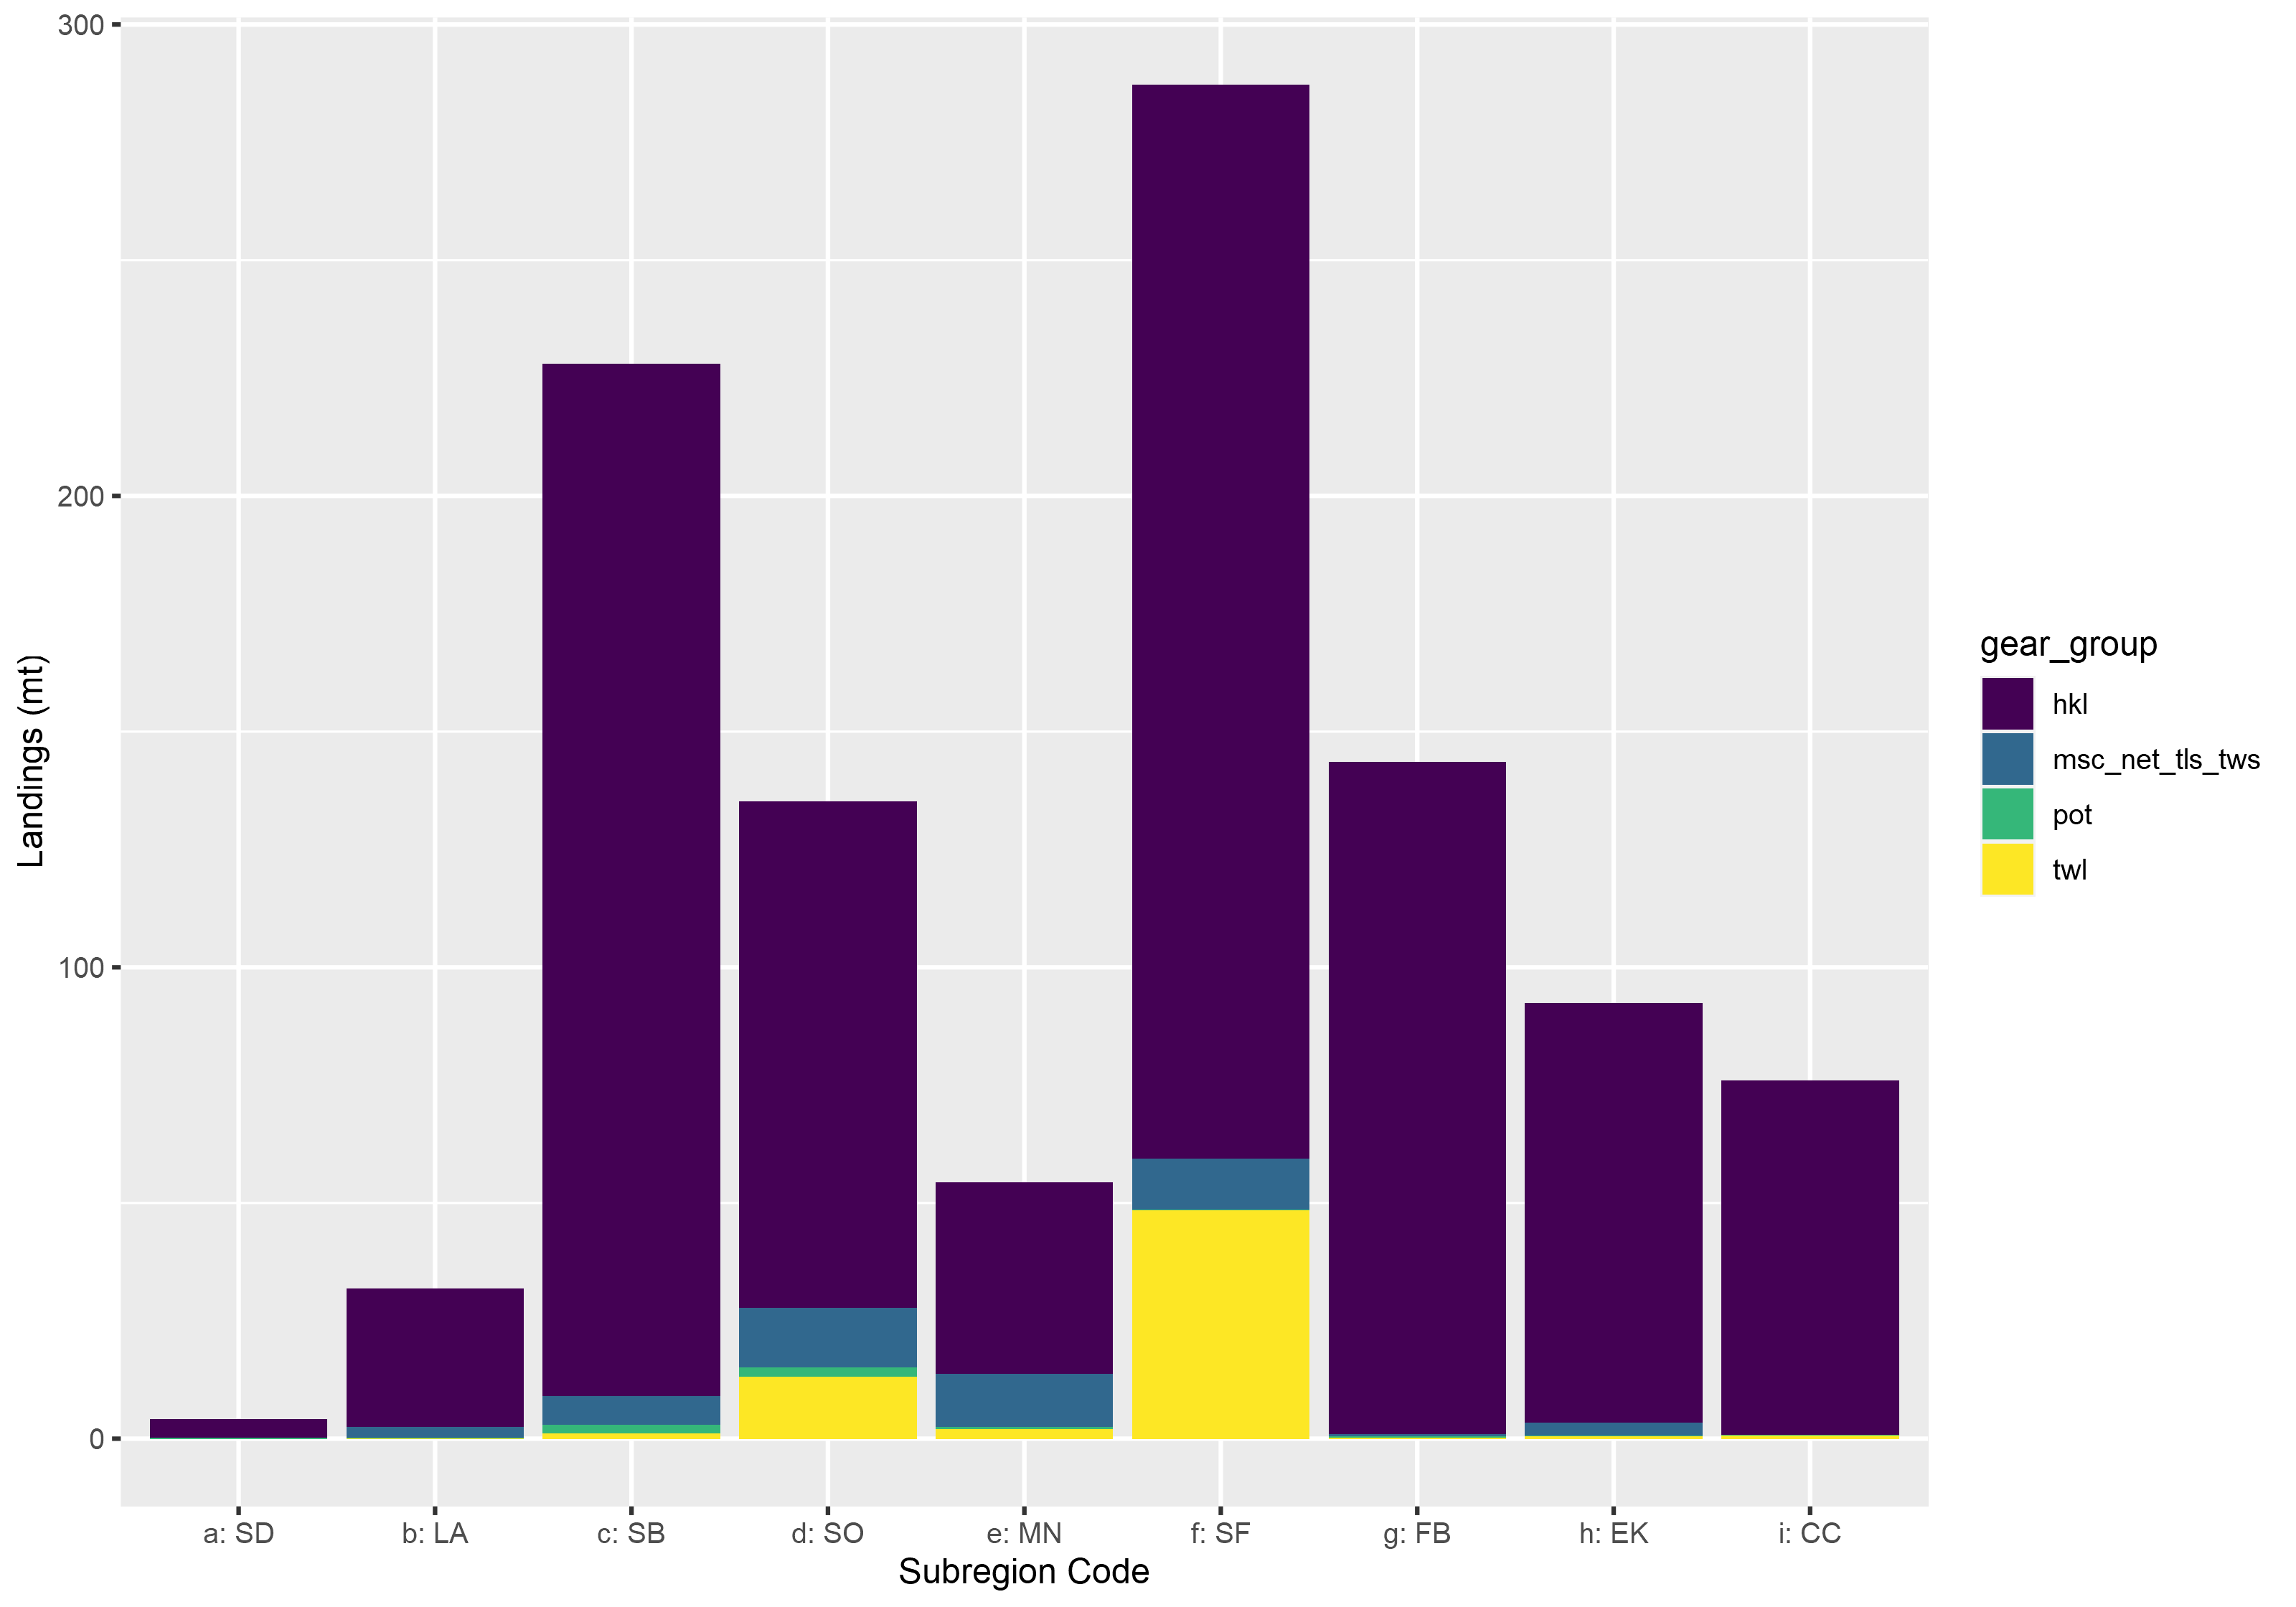 300
200
100
0
Landings (mt)
a: SD
b: LA
c: SB
d: SO
e: MN
f: SF
g: FB
h: EK
i: CC
Subregion Code
gear_group
hkl
msc_net_tls_tws
pot
twl